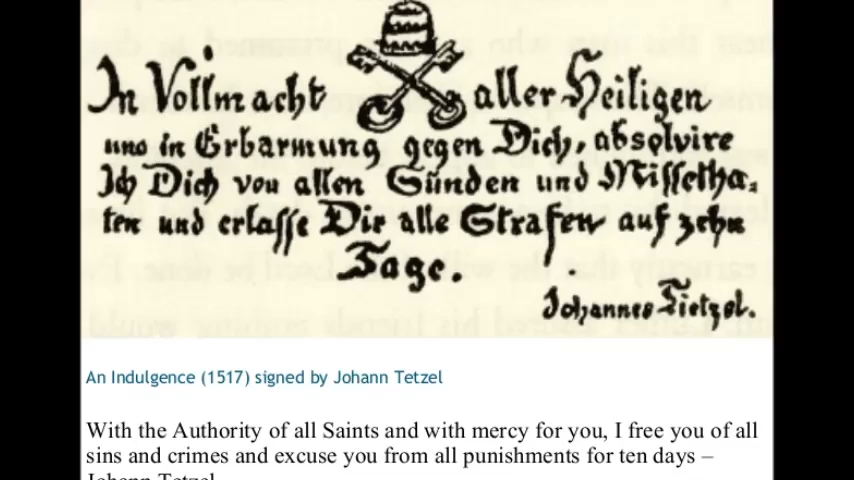 In Vollmacht aller Heiligen
und in Erbarmung gegen Dich, absolvire
Ich Dich von allen Sünden und Missetha-
ten und erlasse Dir alle Strafen auf zehn
Tage.
Johannes Tietzel.
An Indulgence (1517) signed by Johann Tetzel
With the Authority of all Saints and with mercy for you, I free you of all
sins and crimes and excuse you from all punishments for ten days –
Johann Tetzel